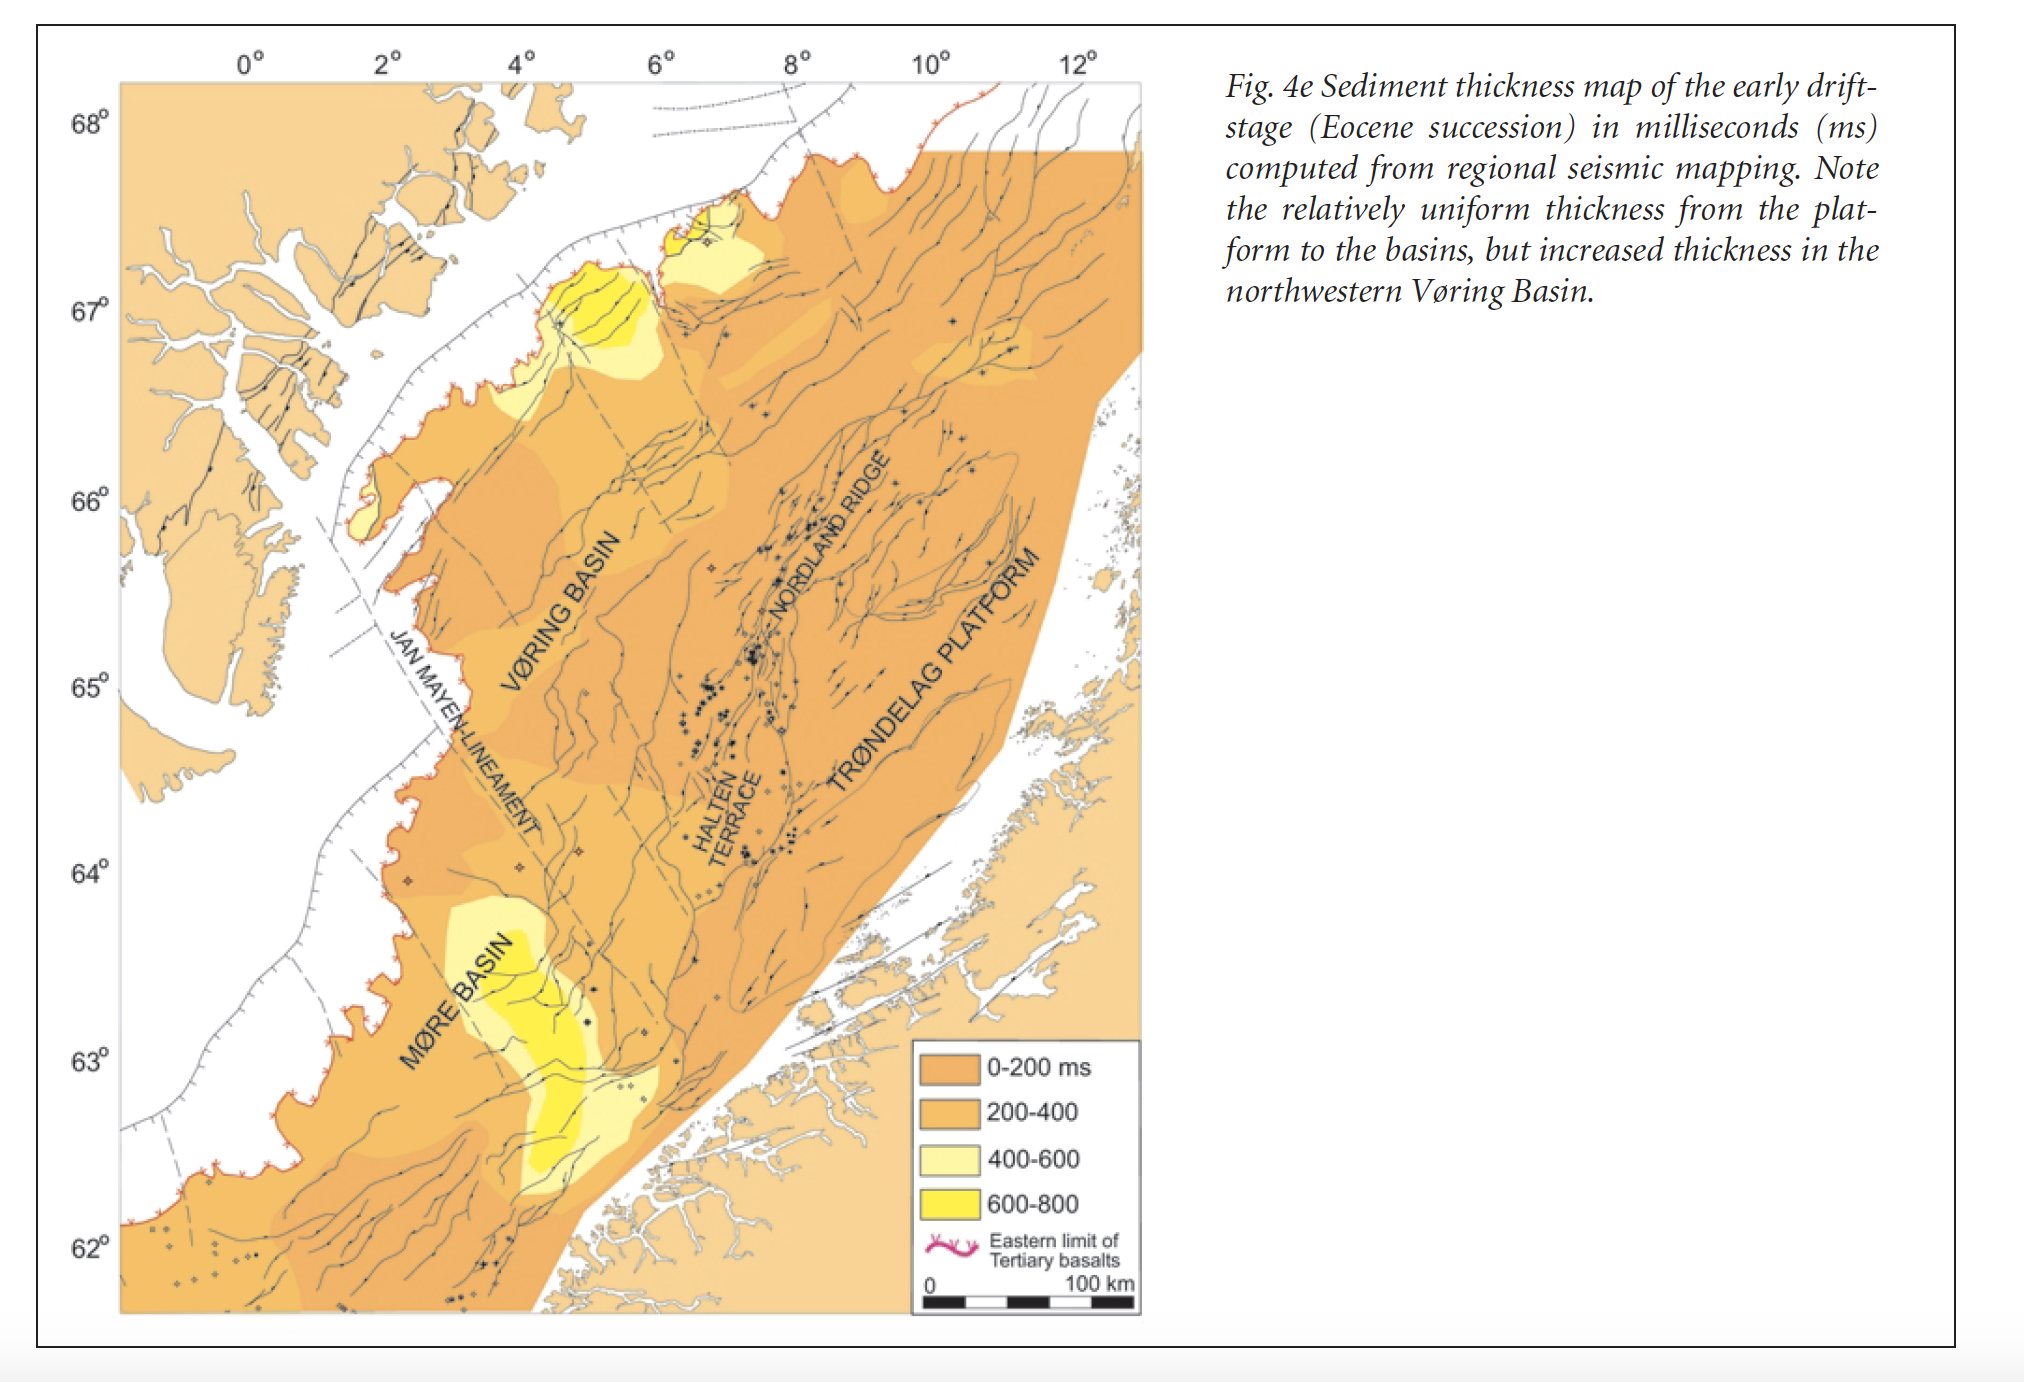 0° 2° 4° 6° 8° 10° 12°
68°
67°
66°
65°
64°
63°
62°
VØRING BASIN
NORDLAND RIDGE
TRØNDELAG PLATFORM
JAN MAYEN-LINEAMENT
HALTEN
TERRACE
MØRE BASIN
0-200 ms
200-400
400-600
600-800
Eastern limit of
Tertiary basalts
0 100 km
Fig. 4e Sediment thickness map of the early drift-
stage (Eocene succession) in milliseconds (ms)
computed from regional seismic mapping. Note
the relatively uniform thickness from the plat-
form to the basins, but increased thickness in the
northwestern Vøring Basin.